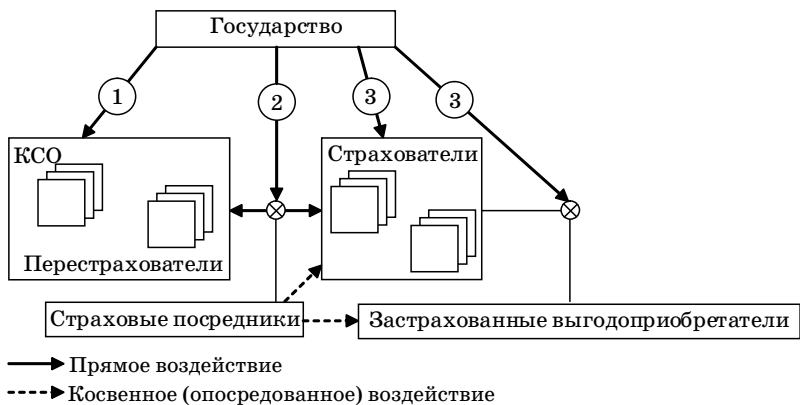 Государство
1
2
3
3
КСО
Страхователи
Перестрахователи
Страховые посредники
Застрахованные выгодоприобретатели
Прямое воздействие
Косвенное (опосредованное) воздействие